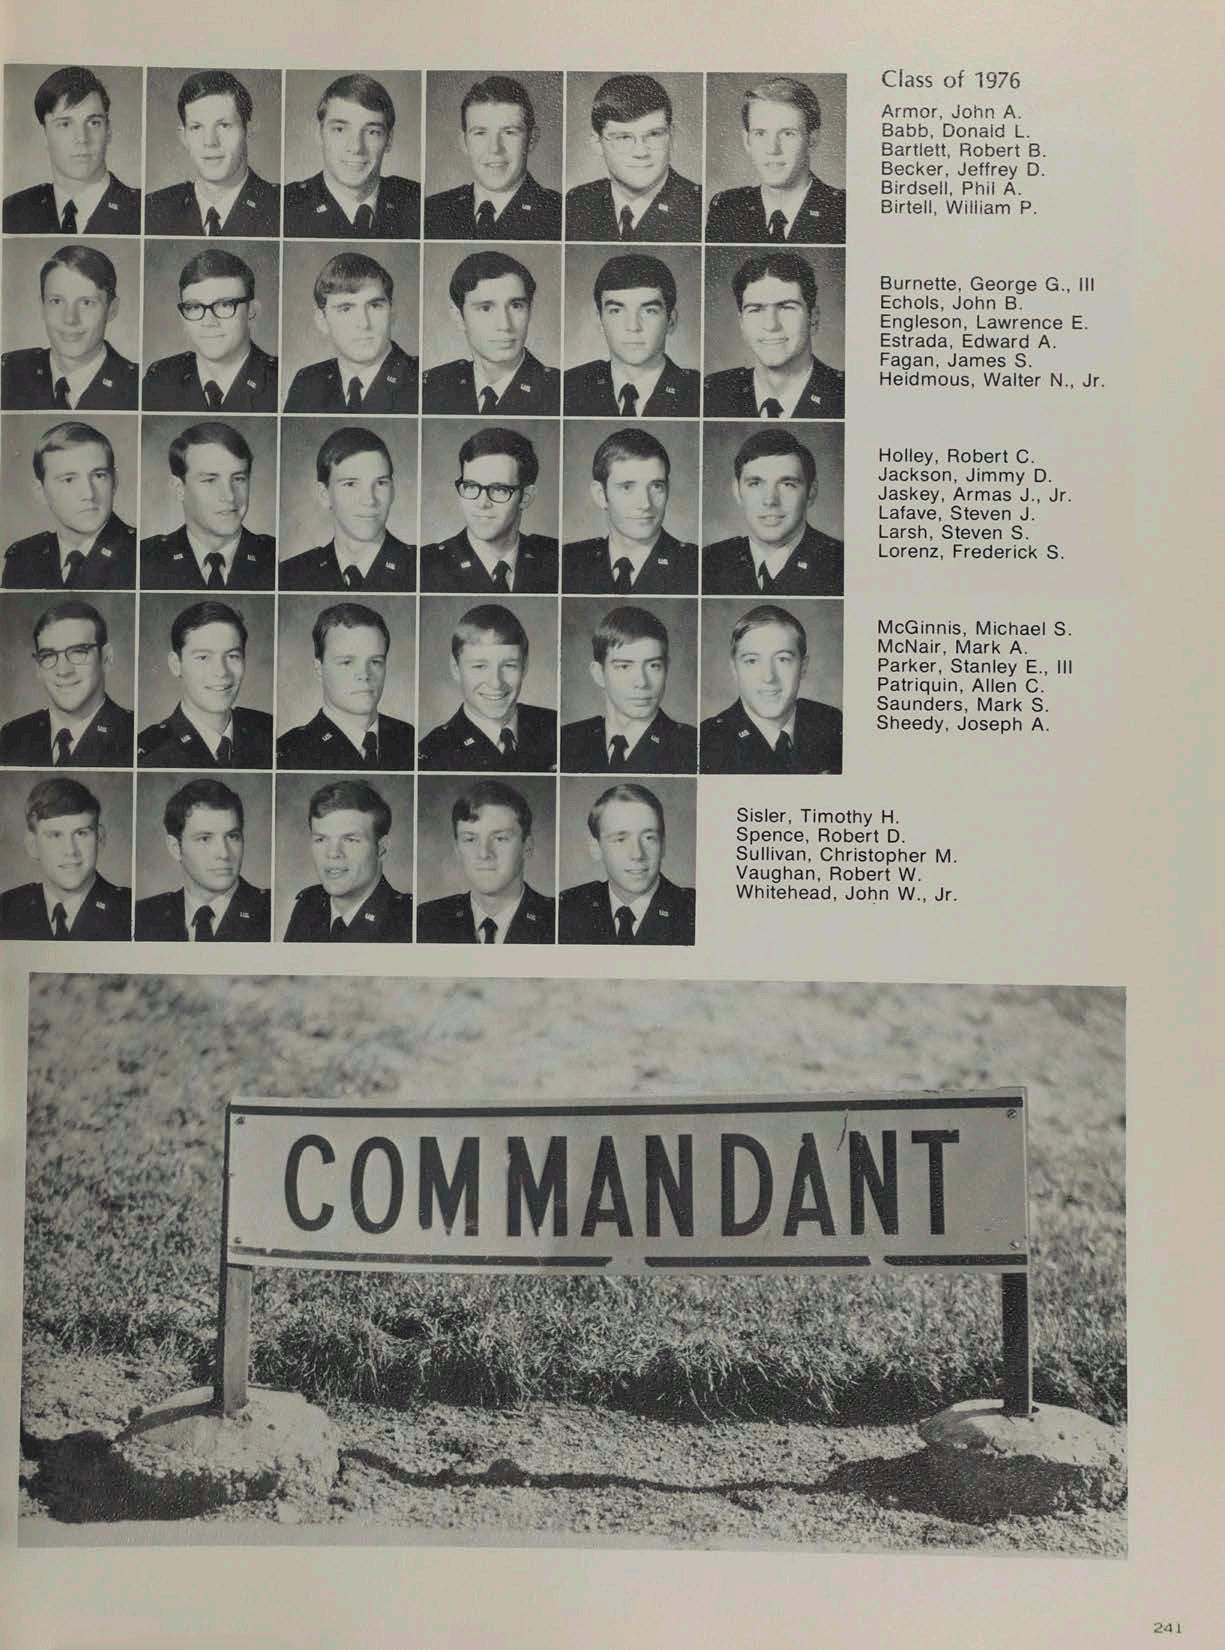 Class of 1976
Armor, John A.
Babb, Donald L.
Bartlett, Robert B.
Becker, Jeffrey D.
Birdsell, Phil A.
Birtell, William P.
Burnette, George G., III
Echols, John B.
Engleson, Lawrence E.
Estrada, Edward A.
Fagan, James S.
Heidmous, Walter N., Jr.
Holley, Robert C.
Jackson, Jimmy D.
Jaskey, Armas J., Jr.
Lafave, Steven J.
Larsh, Steven S.
Lorenz, Frederick S.
McGinnis, Michael S.
McNair, Mark A.
Parker, Stanley E., III
Patriquin, Allen C.
Saunders, Mark S.
Sheedy, Joseph A.
Sisler, Timothy H.
Spence, Robert D.
Sullivan, Christopher M.
Vaughan, Robert W.
Whitehead, John W., Jr.
COMMANDANT
241